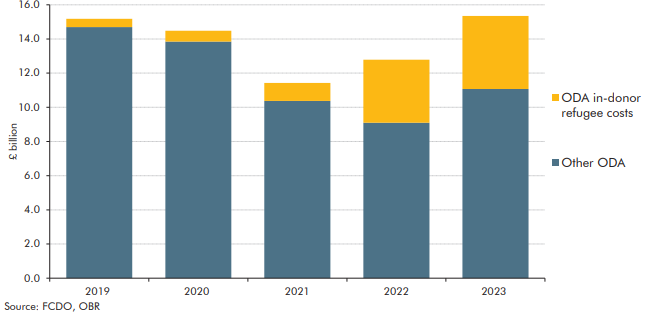 16.0
14.0
12.0
10.0
8.0
6.0
4.0
2.0
0.0
£ billion
2019
2020
2021
2022
2023
ODA in-donor
refugee costs
Other ODA
Source: FCDO, OBR